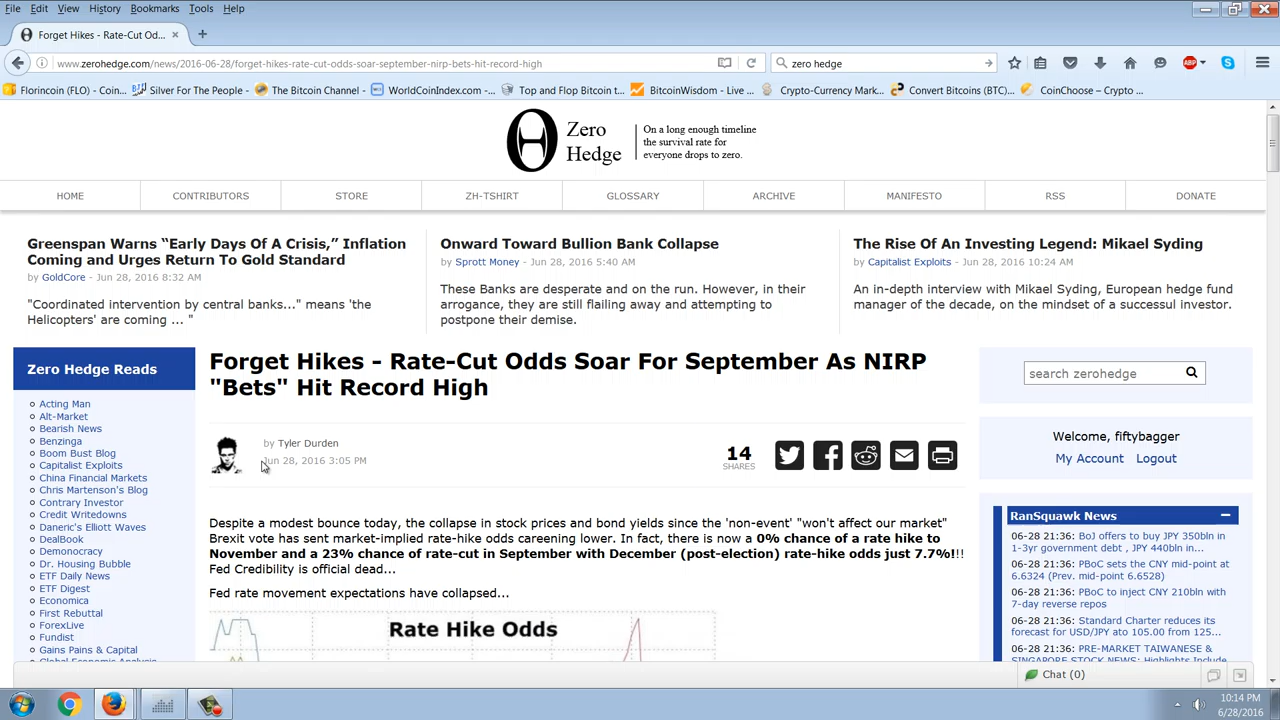 File Edit View History Bookmarks Tools Help
Forget Hikes - Rate-Cut Od...
www.zerohedge.com/news/2016-06-28/forget-hikes-rate-cut-odds-soar-september-nirp-bets-hit-record-high
zero hedge
ABP
Florincoin (FLO) - Coin...
Silver For The People - ...
The Bitcoin Channel - ...
WorldCoinIndex.com -...
Top and Flop Bitcoin t...
BitcoinWisdom - Live ...
Crypto-Currency Mark...
Convert Bitcoins (BTC)...
CoinChoose – Crypto ...
Zero
Hedge
On a long enough timeline
the survival rate for
everyone drops to zero.
HOME CONTRIBUTORS STORE ZH-TSHIRT GLOSSARY ARCHIVE MANIFESTO RSS DONATE
Greenspan Warns “Early Days Of A Crisis,” Inflation
Coming and Urges Return To Gold Standard
by GoldCore - Jun 28, 2016 8:32 AM
"Coordinated intervention by central banks..." means 'the
Helicopters' are coming ... "
Onward Toward Bullion Bank Collapse
by Sprott Money - Jun 28, 2016 5:40 AM
These Banks are desperate and on the run. However, in their
arrogance, they are still flailing away and attempting to
postpone their demise.
The Rise Of An Investing Legend: Mikael Syding
by Capitalist Exploits - Jun 28, 2016 10:24 AM
An in-depth interview with Mikael Syding, European hedge fund
manager of the decade, on the mindset of a successul investor.
Zero Hedge Reads
Acting Man
Alt-Market
Bearish News
Benzinga
Boom Bust Blog
Capitalist Exploits
China Financial Markets
Chris Martenson's Blog
Contrary Investor
Credit Writedowns
Daneric's Elliott Waves
DealBook
Demonocracy
Dr. Housing Bubble
ETF Daily News
ETF Digest
Economica
First Rebuttal
ForexLive
Fundist
Gains Pains & Capital
Global Economic Analysis
Forget Hikes - Rate-Cut Odds Soar For September As NIRP
"Bets" Hit Record High
by Tyler Durden
Jun 28, 2016 3:05 PM
14
SHARES
Despite a modest bounce today, the collapse in stock prices and bond yields since the 'non-event' "won't affect our market"
Brexit vote has sent market-implied rate-hike odds careening lower. In fact, there is now a 0% chance of a rate hike to
November and a 23% chance of rate-cut in September with December (post-election) rate-hike odds just 7.7%!!!
Fed Credibility is official dead...
Fed rate movement expectations have collapsed...
Rate Hike Odds
search zerohedge
Welcome, fiftybagger
My Account Logout
RanSquawk News
06-28 21:36: BoJ offers to buy JPY 350bln in
1-3yr government debt , JPY 440bln in...
06-28 21:36: PBoC sets the CNY mid-point at
6.6324 (Prev. mid-point 6.6528)
06-28 21:36: PBoC to inject CNY 210bln with
7-day reverse repos
06-28 21:36: Standard Charter reduces its
forecast for USD/JPY ato 105.00 from 125...
06-28 21:36: PRE-MARKET TAIWANESE &
SINGAPORE STOCK NEWS: Highlights Include
Chat (0)
10:14 PM
6/28/2016